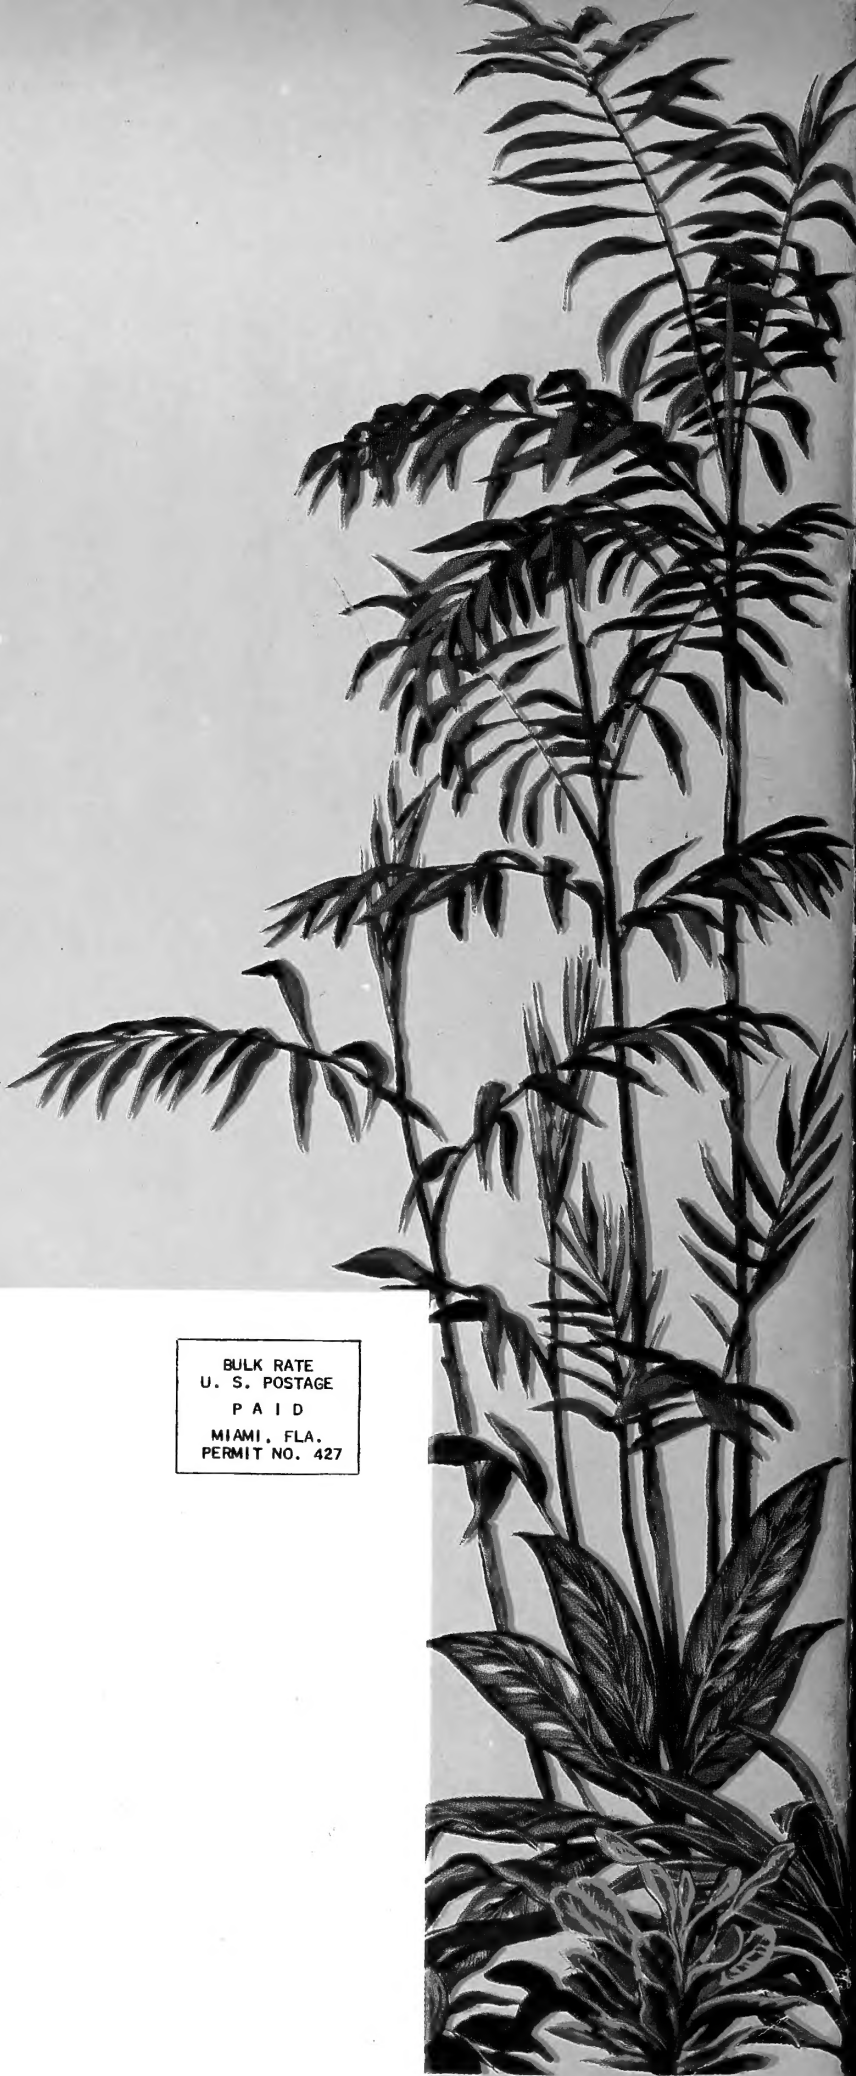 BULK RATE
U. S. POSTAGE
P A I D
MIAMI, FLA.
PERMIT NO. 427